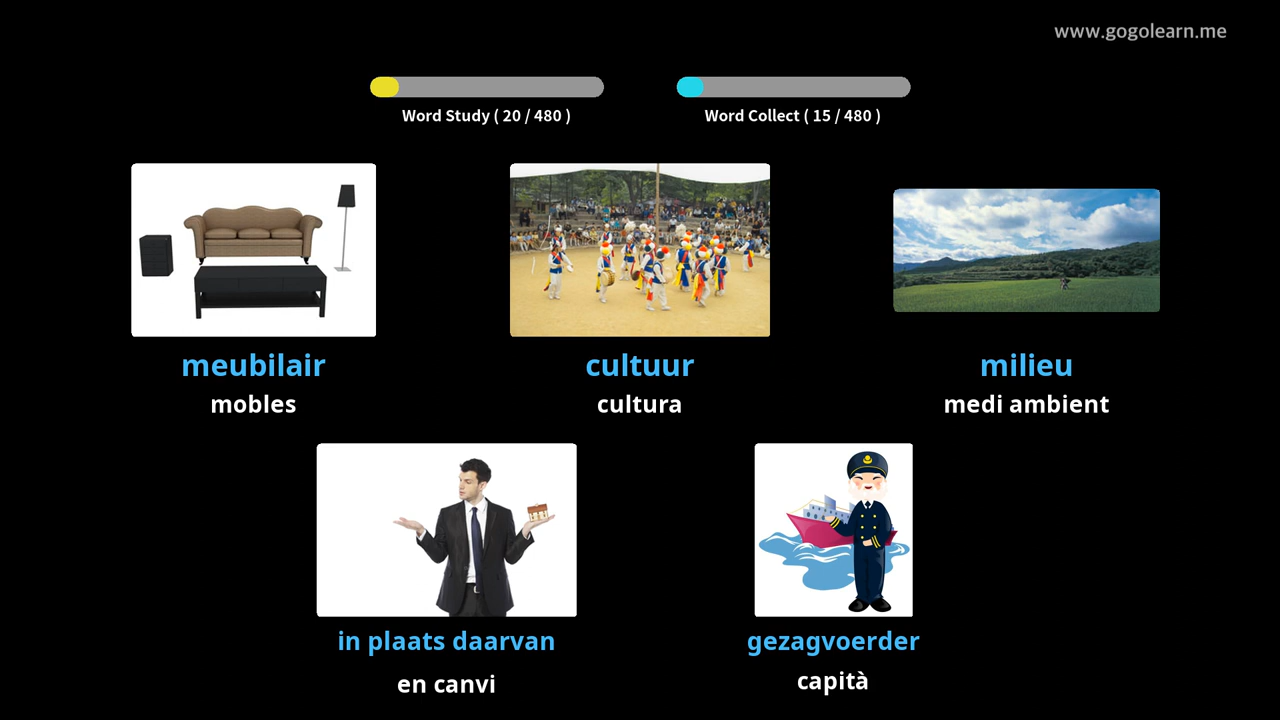 www.gogolearn.me
Word Study ( 20 / 480 )
Word Collect ( 15 / 480 )
meubilair
mobles
cultuur
cultura
milieu
medi ambient
in plaats daarvan
en canvi
gezagvoerder
capità